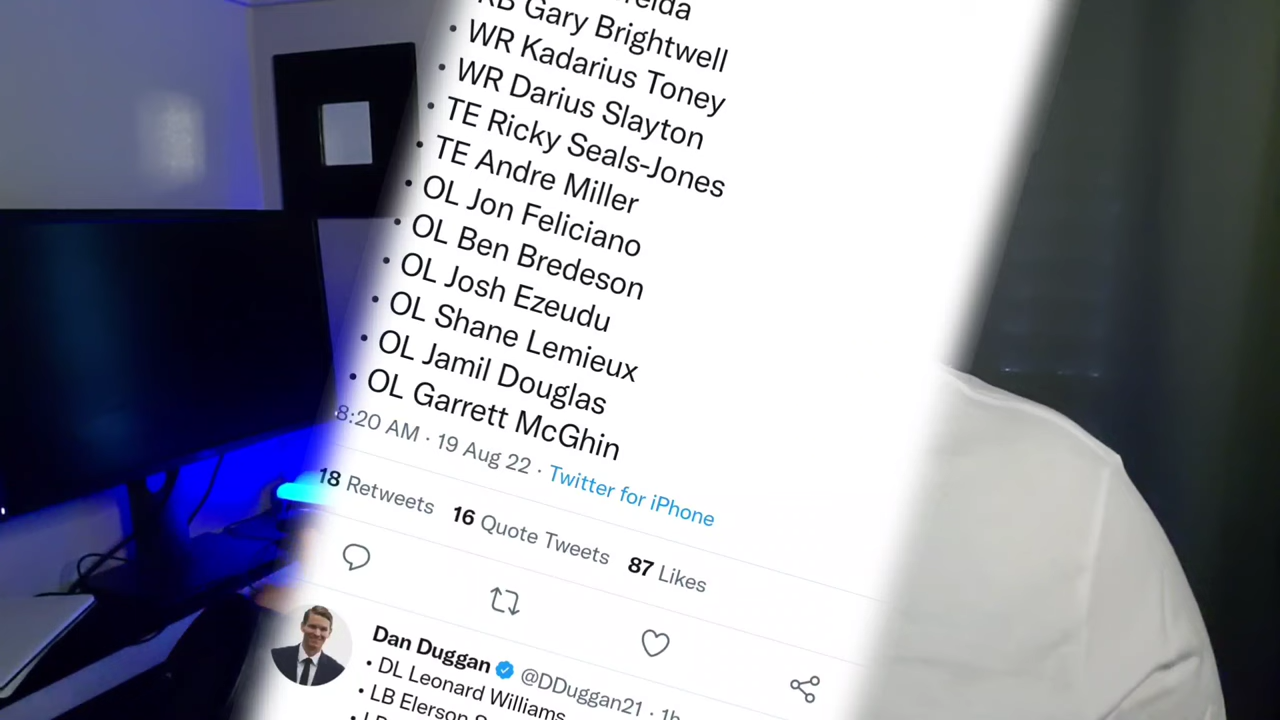 RB Gary Brightwell
• WR Kadarius Toney
• WR Darius Slayton
• TE Ricky Seals-Jones
• TE Andre Miller
• OL Jon Feliciano
• OL Ben Bredeson
• OL Josh Ezeudu
• OL Shane Lemieux
• OL Jamil Douglas
• OL Garrett McGhin
8:20 AM · 19 Aug 22 · Twitter for iPhone
18 Retweets 16 Quote Tweets 87 Likes
Dan Duggan @DDuggan21 · 1h
• DL Leonard Williams
• LB Elerson